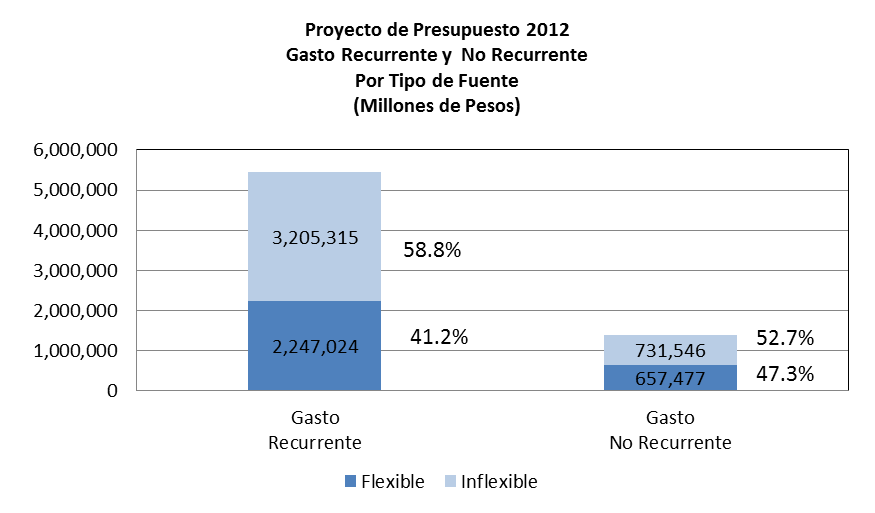 Proyecto de Presupuesto 2012
Gasto Recurrente y No Recurrente
Por Tipo de Fuente
(Millones de Pesos)
6,000,000
5,000,000
4,000,000
3,000,000
2,000,000
1,000,000
0
3,205,315
58.8%
2,247,024
41.2%
731,546
52.7%
657,477
47.3%
Gasto
Recurrente
Gasto
No Recurrente
Flexible
Inflexible